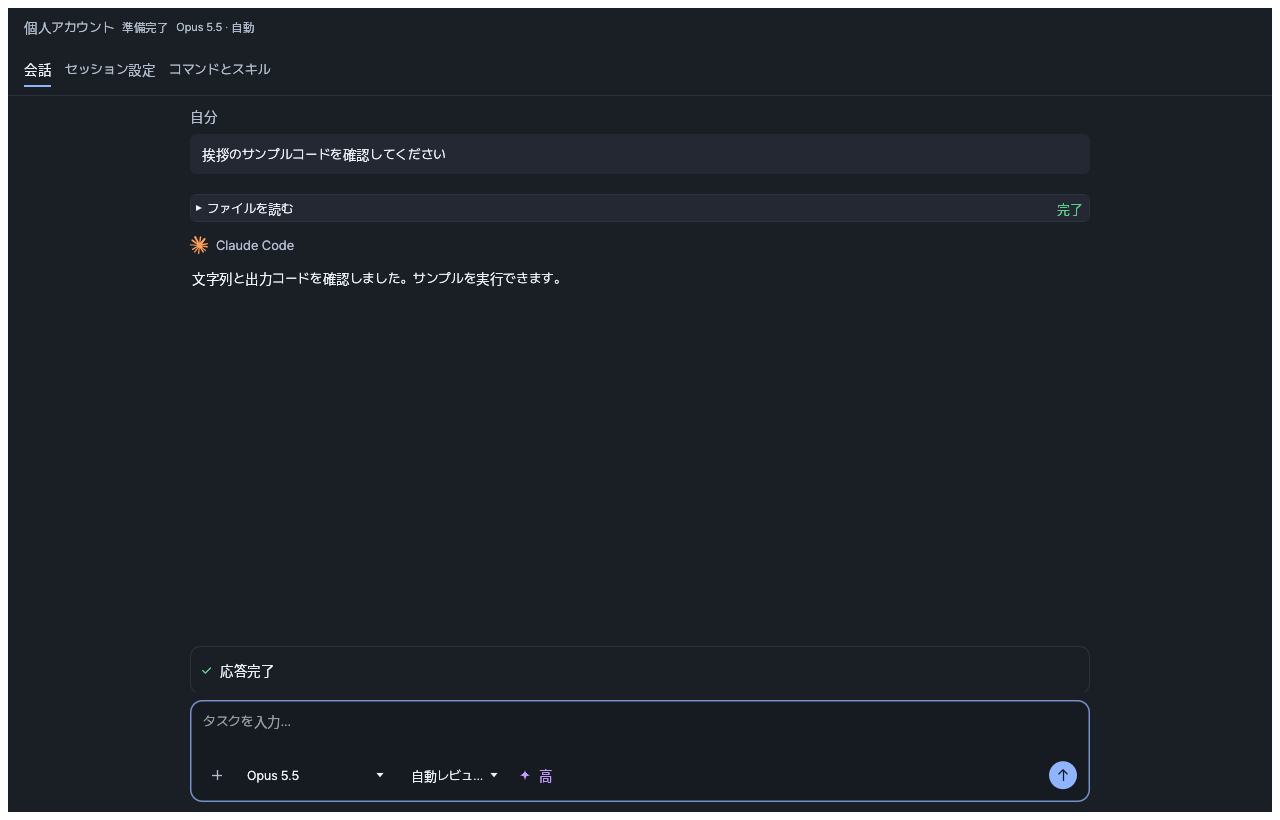 個人アカウント 準備完了 Opus 5.5 · 自動
会話 セッション設定 コマンドとスキル
自分
挨拶のサンプルコードを確認してください
ファイルを読む 完了
Claude Code
文字列と出力コードを確認しました。サンプルを実行できます。
応答完了
タスクを入力...
Opus 5.5 自動レビュ... 高